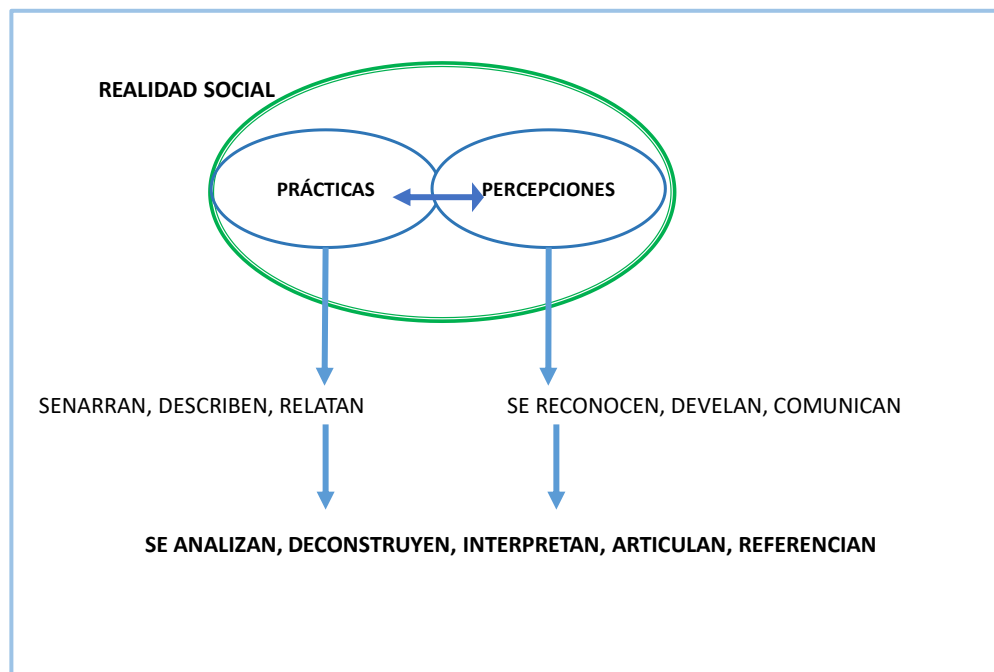 REALIDAD SOCIAL
PRÁCTICAS
PERCEPCIONES
SENARRAN, DESCRIBEN, RELATAN
SE RECONOCEN, DEVELAN, COMUNICAN
SE ANALIZAN, DECONSTRUYEN, INTERPRETAN, ARTICULAN, REFERENCIAN